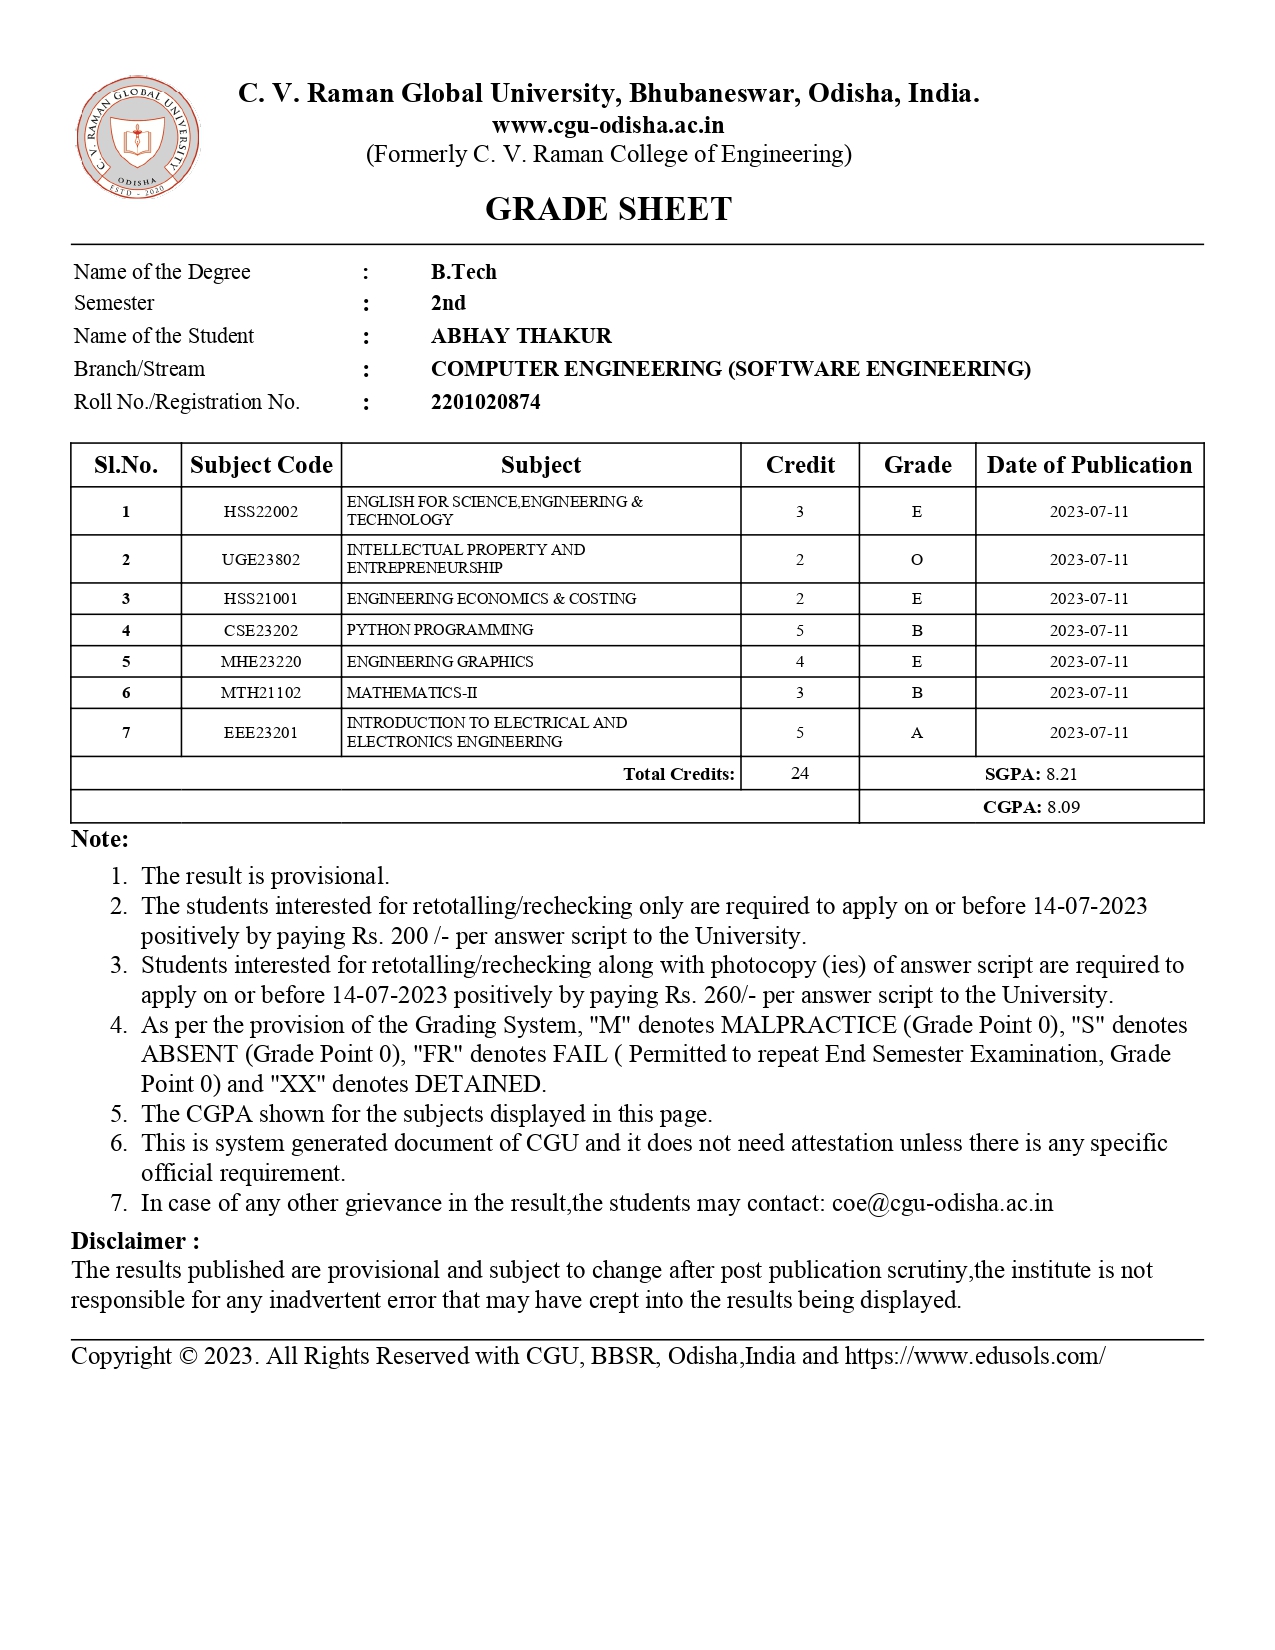 C. V. RAMAN GLOBAL UNIVERSITY
ODISHA
ESTD - 2020
C. V. Raman Global University, Bhubaneswar, Odisha, India.
www.cgu-odisha.ac.in
(Formerly C. V. Raman College of Engineering)
GRADE SHEET
Name of the Degree : B.Tech
Semester : 2nd
Name of the Student : ABHAY THAKUR
Branch/Stream : COMPUTER ENGINEERING (SOFTWARE ENGINEERING)
Roll No./Registration No. : 2201020874
Sl.No. Subject Code Subject Credit Grade Date of Publication
1 HSS22002 ENGLISH FOR SCIENCE,ENGINEERING &
TECHNOLOGY 3 E 2023-07-11
2 UGE23802 INTELLECTUAL PROPERTY AND
ENTREPRENEURSHIP 2 O 2023-07-11
3 HSS21001 ENGINEERING ECONOMICS & COSTING 2 E 2023-07-11
4 CSE23202 PYTHON PROGRAMMING 5 B 2023-07-11
5 MHE23220 ENGINEERING GRAPHICS 4 E 2023-07-11
6 MTH21102 MATHEMATICS-II 3 B 2023-07-11
7 EEE23201 INTRODUCTION TO ELECTRICAL AND
ELECTRONICS ENGINEERING 5 A 2023-07-11
Total Credits: 24 SGPA: 8.21
CGPA: 8.09
Note:
1. The result is provisional.
2. The students interested for retotalling/rechecking only are required to apply on or before 14-07-2023
positively by paying Rs. 200 /- per answer script to the University.
3. Students interested for retotalling/rechecking along with photocopy (ies) of answer script are required to
apply on or before 14-07-2023 positively by paying Rs. 260/- per answer script to the University.
4. As per the provision of the Grading System, "M" denotes MALPRACTICE (Grade Point 0), "S" denotes
ABSENT (Grade Point 0), "FR" denotes FAIL ( Permitted to repeat End Semester Examination, Grade
Point 0) and "XX" denotes DETAINED.
5. The CGPA shown for the subjects displayed in this page.
6. This is system generated document of CGU and it does not need attestation unless there is any specific
official requirement.
7. In case of any other grievance in the result,the students may contact: coe@cgu-odisha.ac.in
Disclaimer :
The results published are provisional and subject to change after post publication scrutiny,the institute is not
responsible for any inadvertent error that may have crept into the results being displayed.
Copyright © 2023. All Rights Reserved with CGU, BBSR, Odisha,India and https://www.edusols.com/